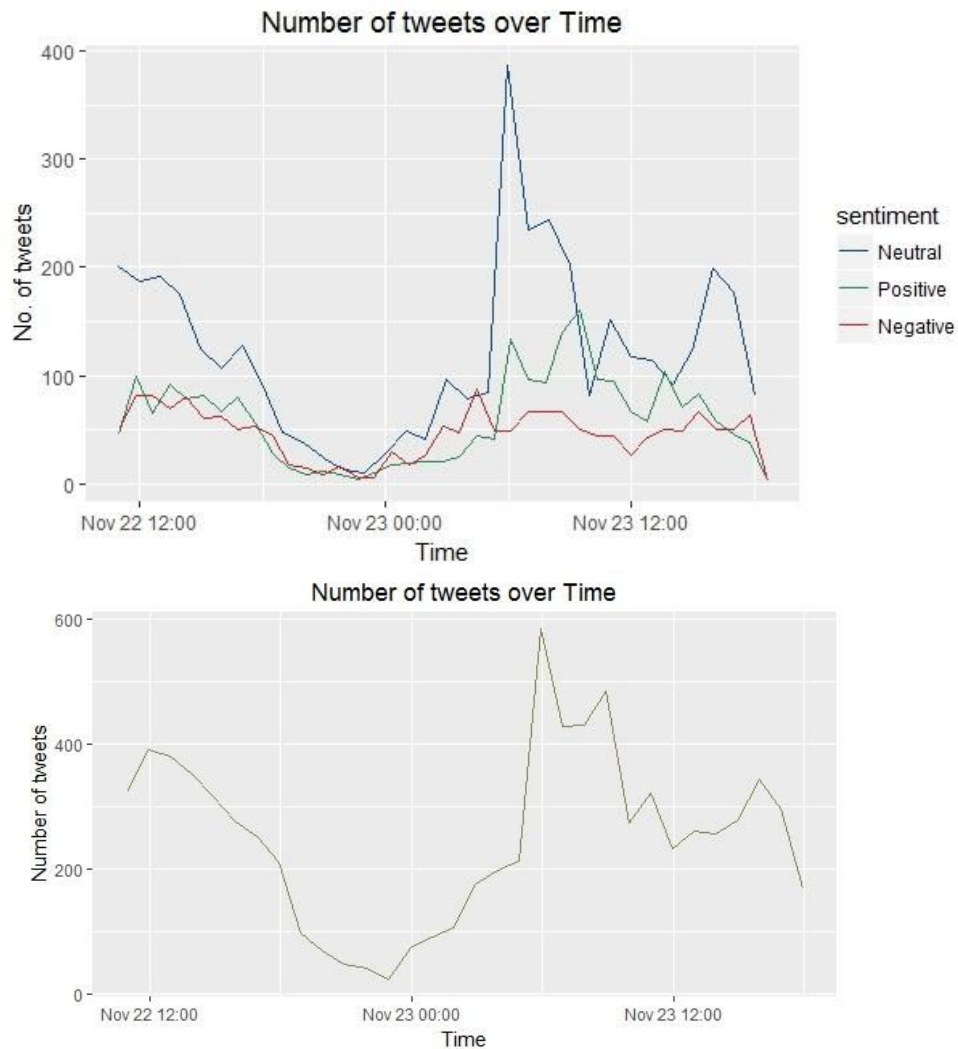 Number of tweets over Time
400
300
200
100
0
No. of tweets
Nov 22 12:00 Nov 23 00:00 Nov 23 12:00
Time
sentiment
Neutral
Positive
Negative
Number of tweets over Time
600
400
200
0
Number of tweets
Nov 22 12:00 Nov 23 00:00 Nov 23 12:00
Time